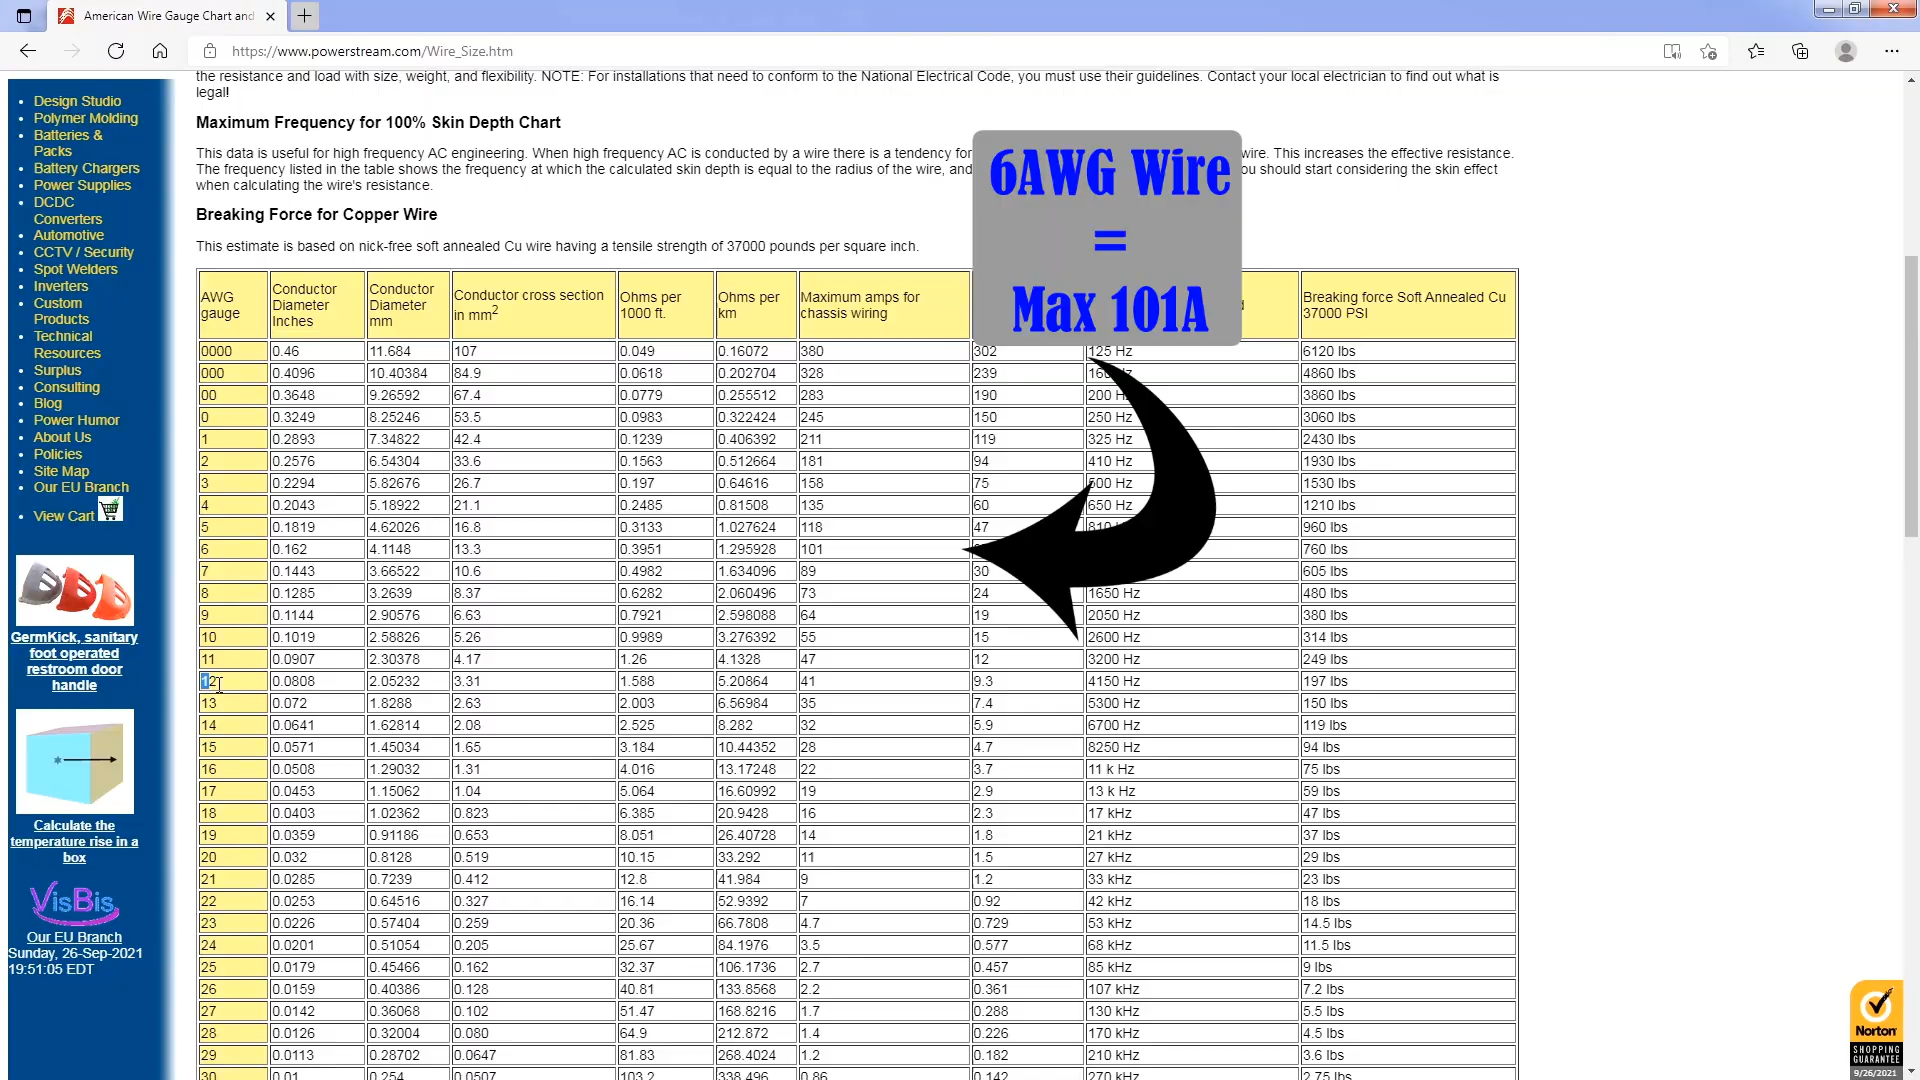 American Wire Gauge Chart and
https://www.powerstream.com/Wire_Size.htm
the resistance and load with size, weight, and flexibility. NOTE: For installations that need to conform to the National Electrical Code, you must use their guidelines. Contact your local electrician to find out what is
legal!
Maximum Frequency for 100% Skin Depth Chart
This data is useful for high frequency AC engineering. When high frequency AC is conducted by a wire there is a tendency for wire. This increases the effective resistance.
The frequency listed in the table shows the frequency at which the calculated skin depth is equal to the radius of the wire, and you should start considering the skin effect
when calculating the wire's resistance.
Breaking Force for Copper Wire
This estimate is based on nick-free soft annealed Cu wire having a tensile strength of 37000 pounds per square inch.
6AWG Wire
=
Max 101A
Design Studio
Polymer Molding
Batteries &
Packs
Battery Chargers
Power Supplies
DCDC
Converters
Automotive
CCTV / Security
Spot Welders
Inverters
Custom
Products
Technical
Resources
Surplus
Consulting
Blog
Power Humor
About Us
Policies
Site Map
Our EU Branch
View Cart
GermKick, sanitary
foot operated
restroom door
handle
Calculate the
temperature rise in a
box
VisBis
Our EU Branch
Sunday, 26-Sep-2021
19:51:05 EDT
AWG gauge Conductor Diameter Inches Conductor Diameter mm Conductor cross section in mm2 Ohms per 1000 ft. Ohms per km Maximum amps for chassis wiring Breaking force Soft Annealed Cu 37000 PSI
0000 0.46 11.684 107 0.049 0.16072 380 302 125 Hz 6120 lbs
000 0.4096 10.40384 84.9 0.0618 0.202704 328 239 4860 lbs
00 0.3648 9.26592 67.4 0.0779 0.255512 283 190 200 H 3860 lbs
0 0.3249 8.25246 53.5 0.0983 0.322424 245 150 250 Hz 3060 lbs
1 0.2893 7.34822 42.4 0.1239 0.406392 211 119 325 Hz 2430 lbs
2 0.2576 6.54304 33.6 0.1563 0.512664 181 94 410 Hz 1930 lbs
3 0.2294 5.82676 26.7 0.197 0.64616 158 75 500 Hz 1530 lbs
4 0.2043 5.18922 21.1 0.2485 0.81508 135 60 650 Hz 1210 lbs
5 0.1819 4.62026 16.8 0.3133 1.027624 118 47 810 960 lbs
6 0.162 4.1148 13.3 0.3951 1.295928 101 760 lbs
7 0.1443 3.66522 10.6 0.4982 1.634096 89 30 605 lbs
8 0.1285 3.2639 8.37 0.6282 2.060496 73 24 1650 Hz 480 lbs
9 0.1144 2.90576 6.63 0.7921 2.598088 64 19 2050 Hz 380 lbs
10 0.1019 2.58826 5.26 0.9989 3.276392 55 15 2600 Hz 314 lbs
11 0.0907 2.30378 4.17 1.26 4.1328 47 12 3200 Hz 249 lbs
12 0.0808 2.05232 3.31 1.588 5.20864 41 9.3 4150 Hz 197 lbs
13 0.072 1.8288 2.63 2.003 6.56984 35 7.4 5300 Hz 150 lbs
14 0.0641 1.62814 2.08 2.525 8.282 32 5.9 6700 Hz 119 lbs
15 0.0571 1.45034 1.65 3.184 10.44352 28 4.7 8250 Hz 94 lbs
16 0.0508 1.29032 1.31 4.016 13.17248 22 3.7 11 k Hz 75 lbs
17 0.0453 1.15062 1.04 5.064 16.60992 19 2.9 13 k Hz 59 lbs
18 0.0403 1.02362 0.823 6.385 20.9428 16 2.3 17 kHz 47 lbs
19 0.0359 0.91186 0.653 8.051 26.40728 14 1.8 21 kHz 37 lbs
20 0.032 0.8128 0.519 10.15 33.292 11 1.5 27 kHz 29 lbs
21 0.0285 0.7239 0.412 12.8 41.984 9 1.2 33 kHz 23 lbs
22 0.0253 0.64516 0.327 16.14 52.9392 7 0.92 42 kHz 18 lbs
23 0.0226 0.57404 0.259 20.36 66.7808 4.7 0.729 53 kHz 14.5 lbs
24 0.0201 0.51054 0.205 25.67 84.1976 3.5 0.577 68 kHz 11.5 lbs
25 0.0179 0.45466 0.162 32.37 106.1736 2.7 0.457 85 kHz 9 lbs
26 0.0159 0.40386 0.128 40.81 133.8568 2.2 0.361 107 kHz 7.2 lbs
27 0.0142 0.36068 0.102 51.47 168.8216 1.7 0.288 130 kHz 5.5 lbs
28 0.0126 0.32004 0.080 64.9 212.872 1.4 0.226 170 kHz 4.5 lbs
29 0.0113 0.28702 0.0647 81.83 268.4024 1.2 0.182 210 kHz 3.6 lbs
30 0.01 0.254 0.0507 103.2 338.496 0.86 0.142 270 kHz 2.75 lbs
Norton
SHOPPING
GUARANTEE
9/26/2021